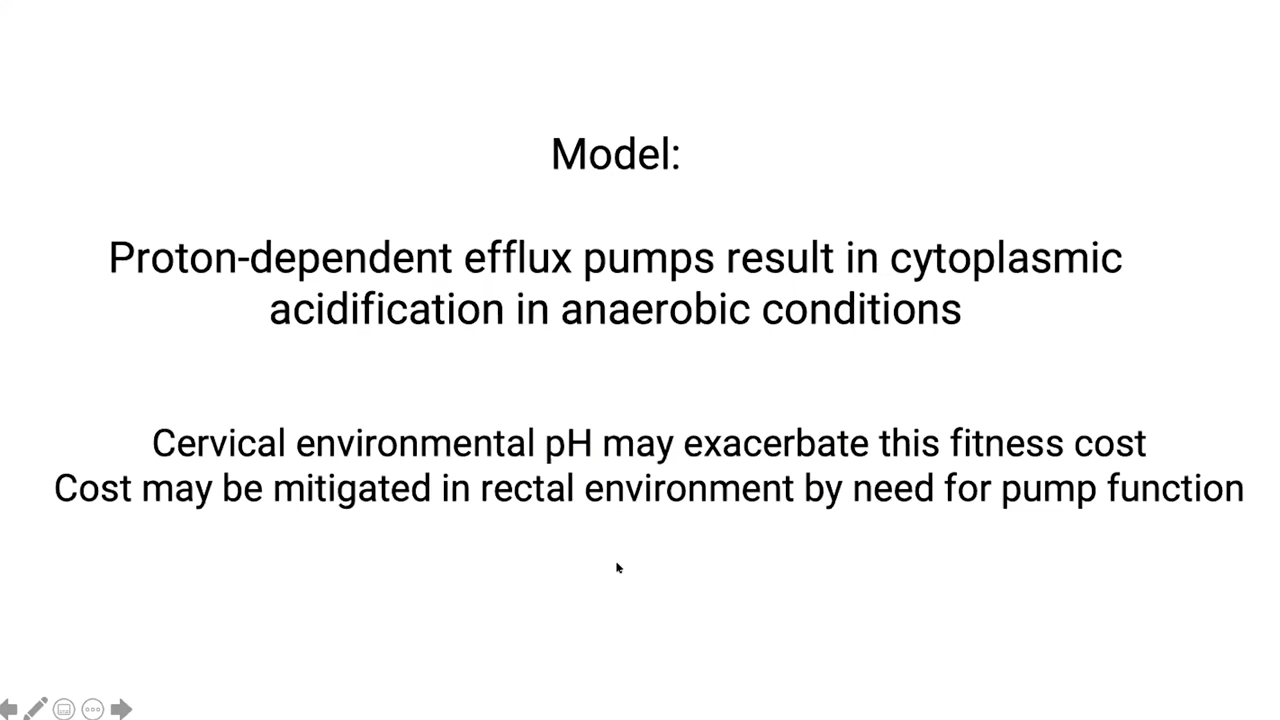 Model:
Proton-dependent efflux pumps result in cytoplasmic
acidification in anaerobic conditions
Cervical environmental pH may exacerbate this fitness cost
Cost may be mitigated in rectal environment by need for pump function